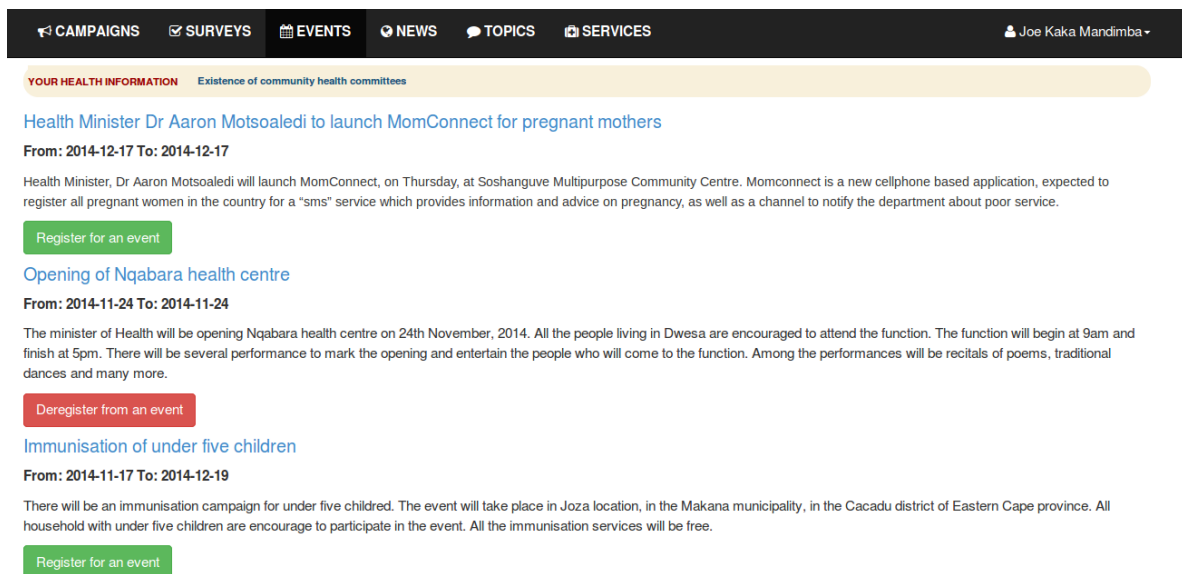 CAMPAIGNS SURVEYS EVENTS NEWS TOPICS SERVICES Joe Kaka Mandimba
YOUR HEALTH INFORMATION Existence of community health committees
Health Minister Dr Aaron Motsoaledi to launch MomConnect for pregnant mothers
From: 2014-12-17 To: 2014-12-17
Health Minister, Dr Aaron Motsoaledi will launch MomConnect, on Thursday, at Soshanguve Multipurpose Community Centre. Momconnect is a new cellphone based application, expected to
register all pregnant women in the country for a “sms” service which provides information and advice on pregnancy, as well as a channel to notify the department about poor service.
Register for an event
Opening of Nqabara health centre
From: 2014-11-24 To: 2014-11-24
The minister of Health will be opening Nqabara health centre on 24th November, 2014. All the people living in Dwesa are encouraged to attend the function. The function will begin at 9am and
finish at 5pm. There will be several performance to mark the opening and entertain the people who will come to the function. Among the performances will be recitals of poems, traditional
dances and many more.
Deregister from an event
Immunisation of under five children
From: 2014-11-17 To: 2014-12-19
There will be an immunisation campaign for under five childred. The event will take place in Joza location, in the Makana municipality, in the Cacadu district of Eastern Cape province. All
household with under five children are encourage to participate in the event. All the immunisation services will be free.
Register for an event